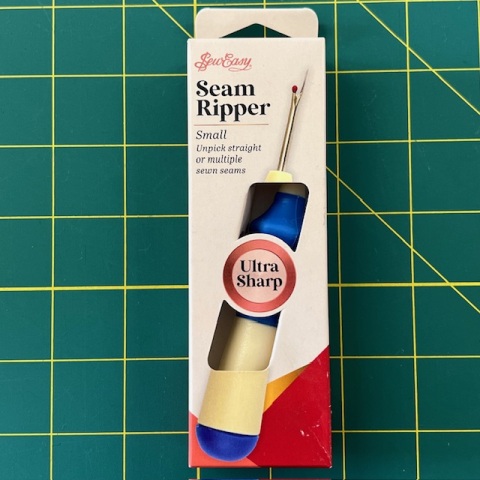 SewEasy
Seam
Ripper
Small
Unpick straight
or multiple
sewn seams
Ultra
Sharp